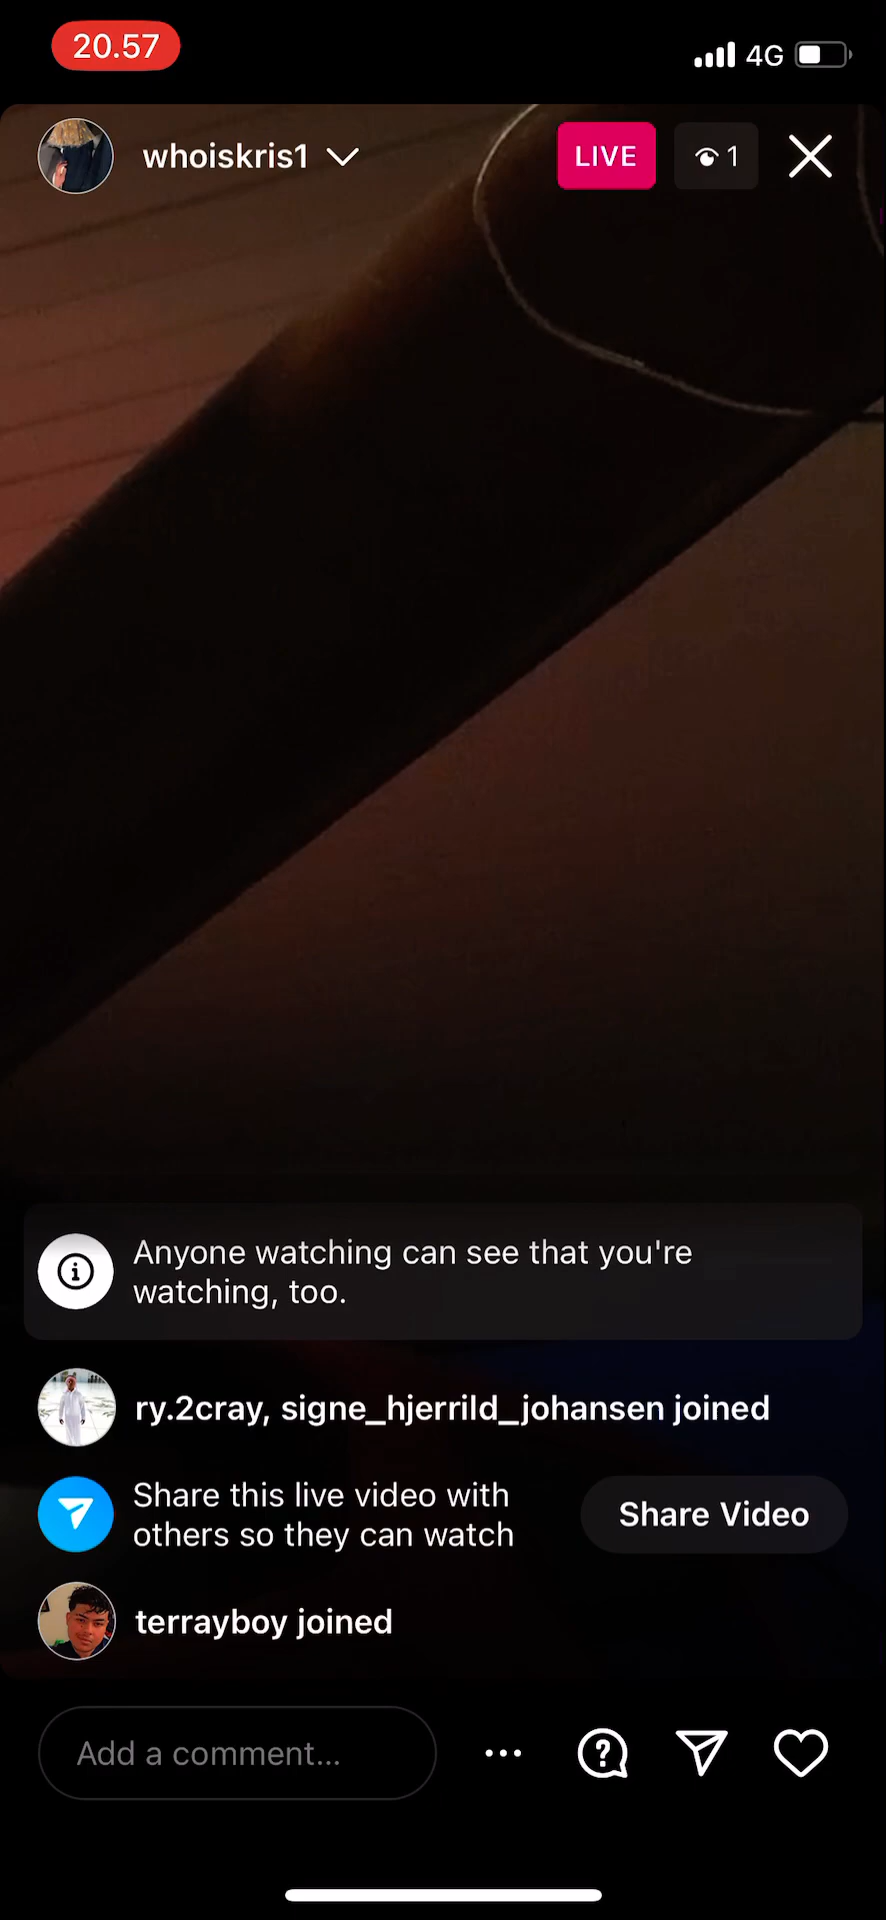 20.57
4G
whoiskris1
LIVE
1
Anyone watching can see that you're
watching, too.
ry.2cray, signe_hjerrild_johansen joined
Share this live video with
others so they can watch
Share Video
terrayboy joined
Add a comment...